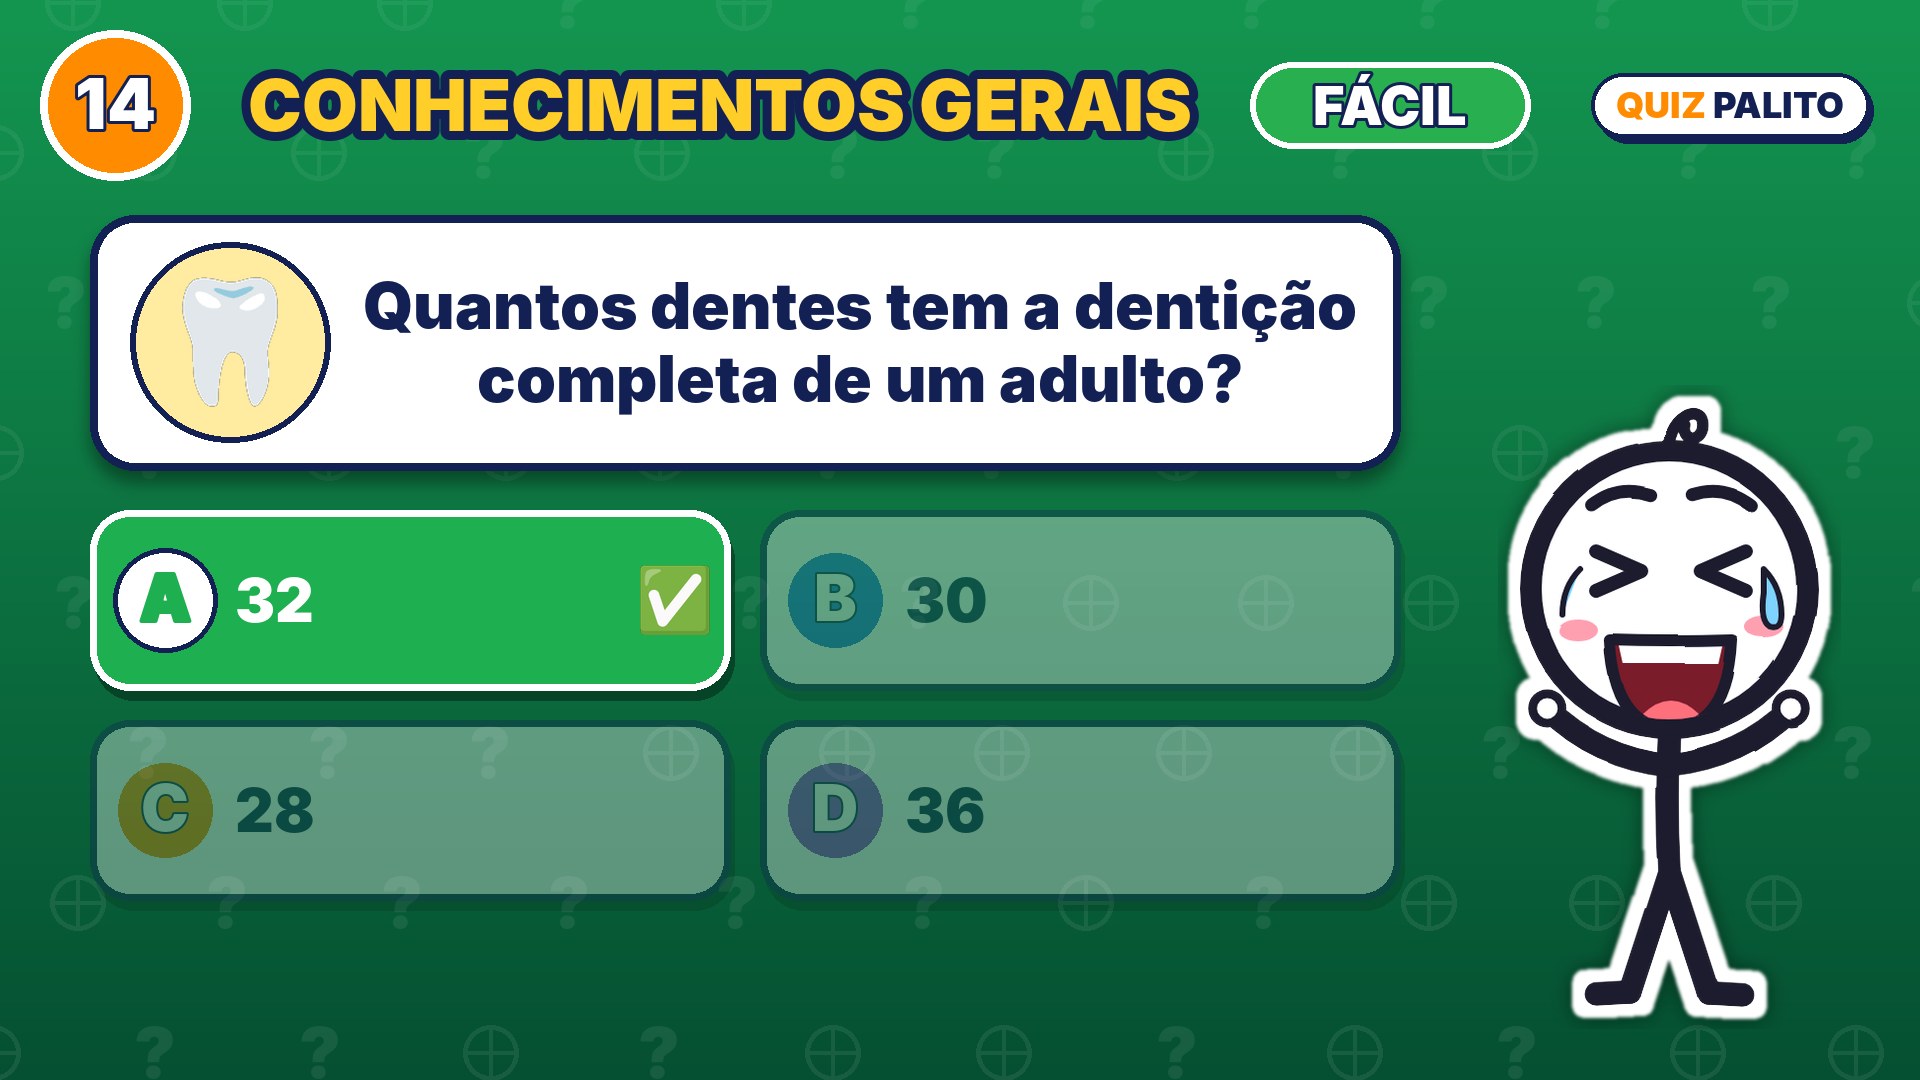 14
CONHECIMENTOS GERAIS
FÁCIL
QUIZ PALITO
Quantos dentes tem a dentição
completa de um adulto?
A 32
B 30
C 28
D 36